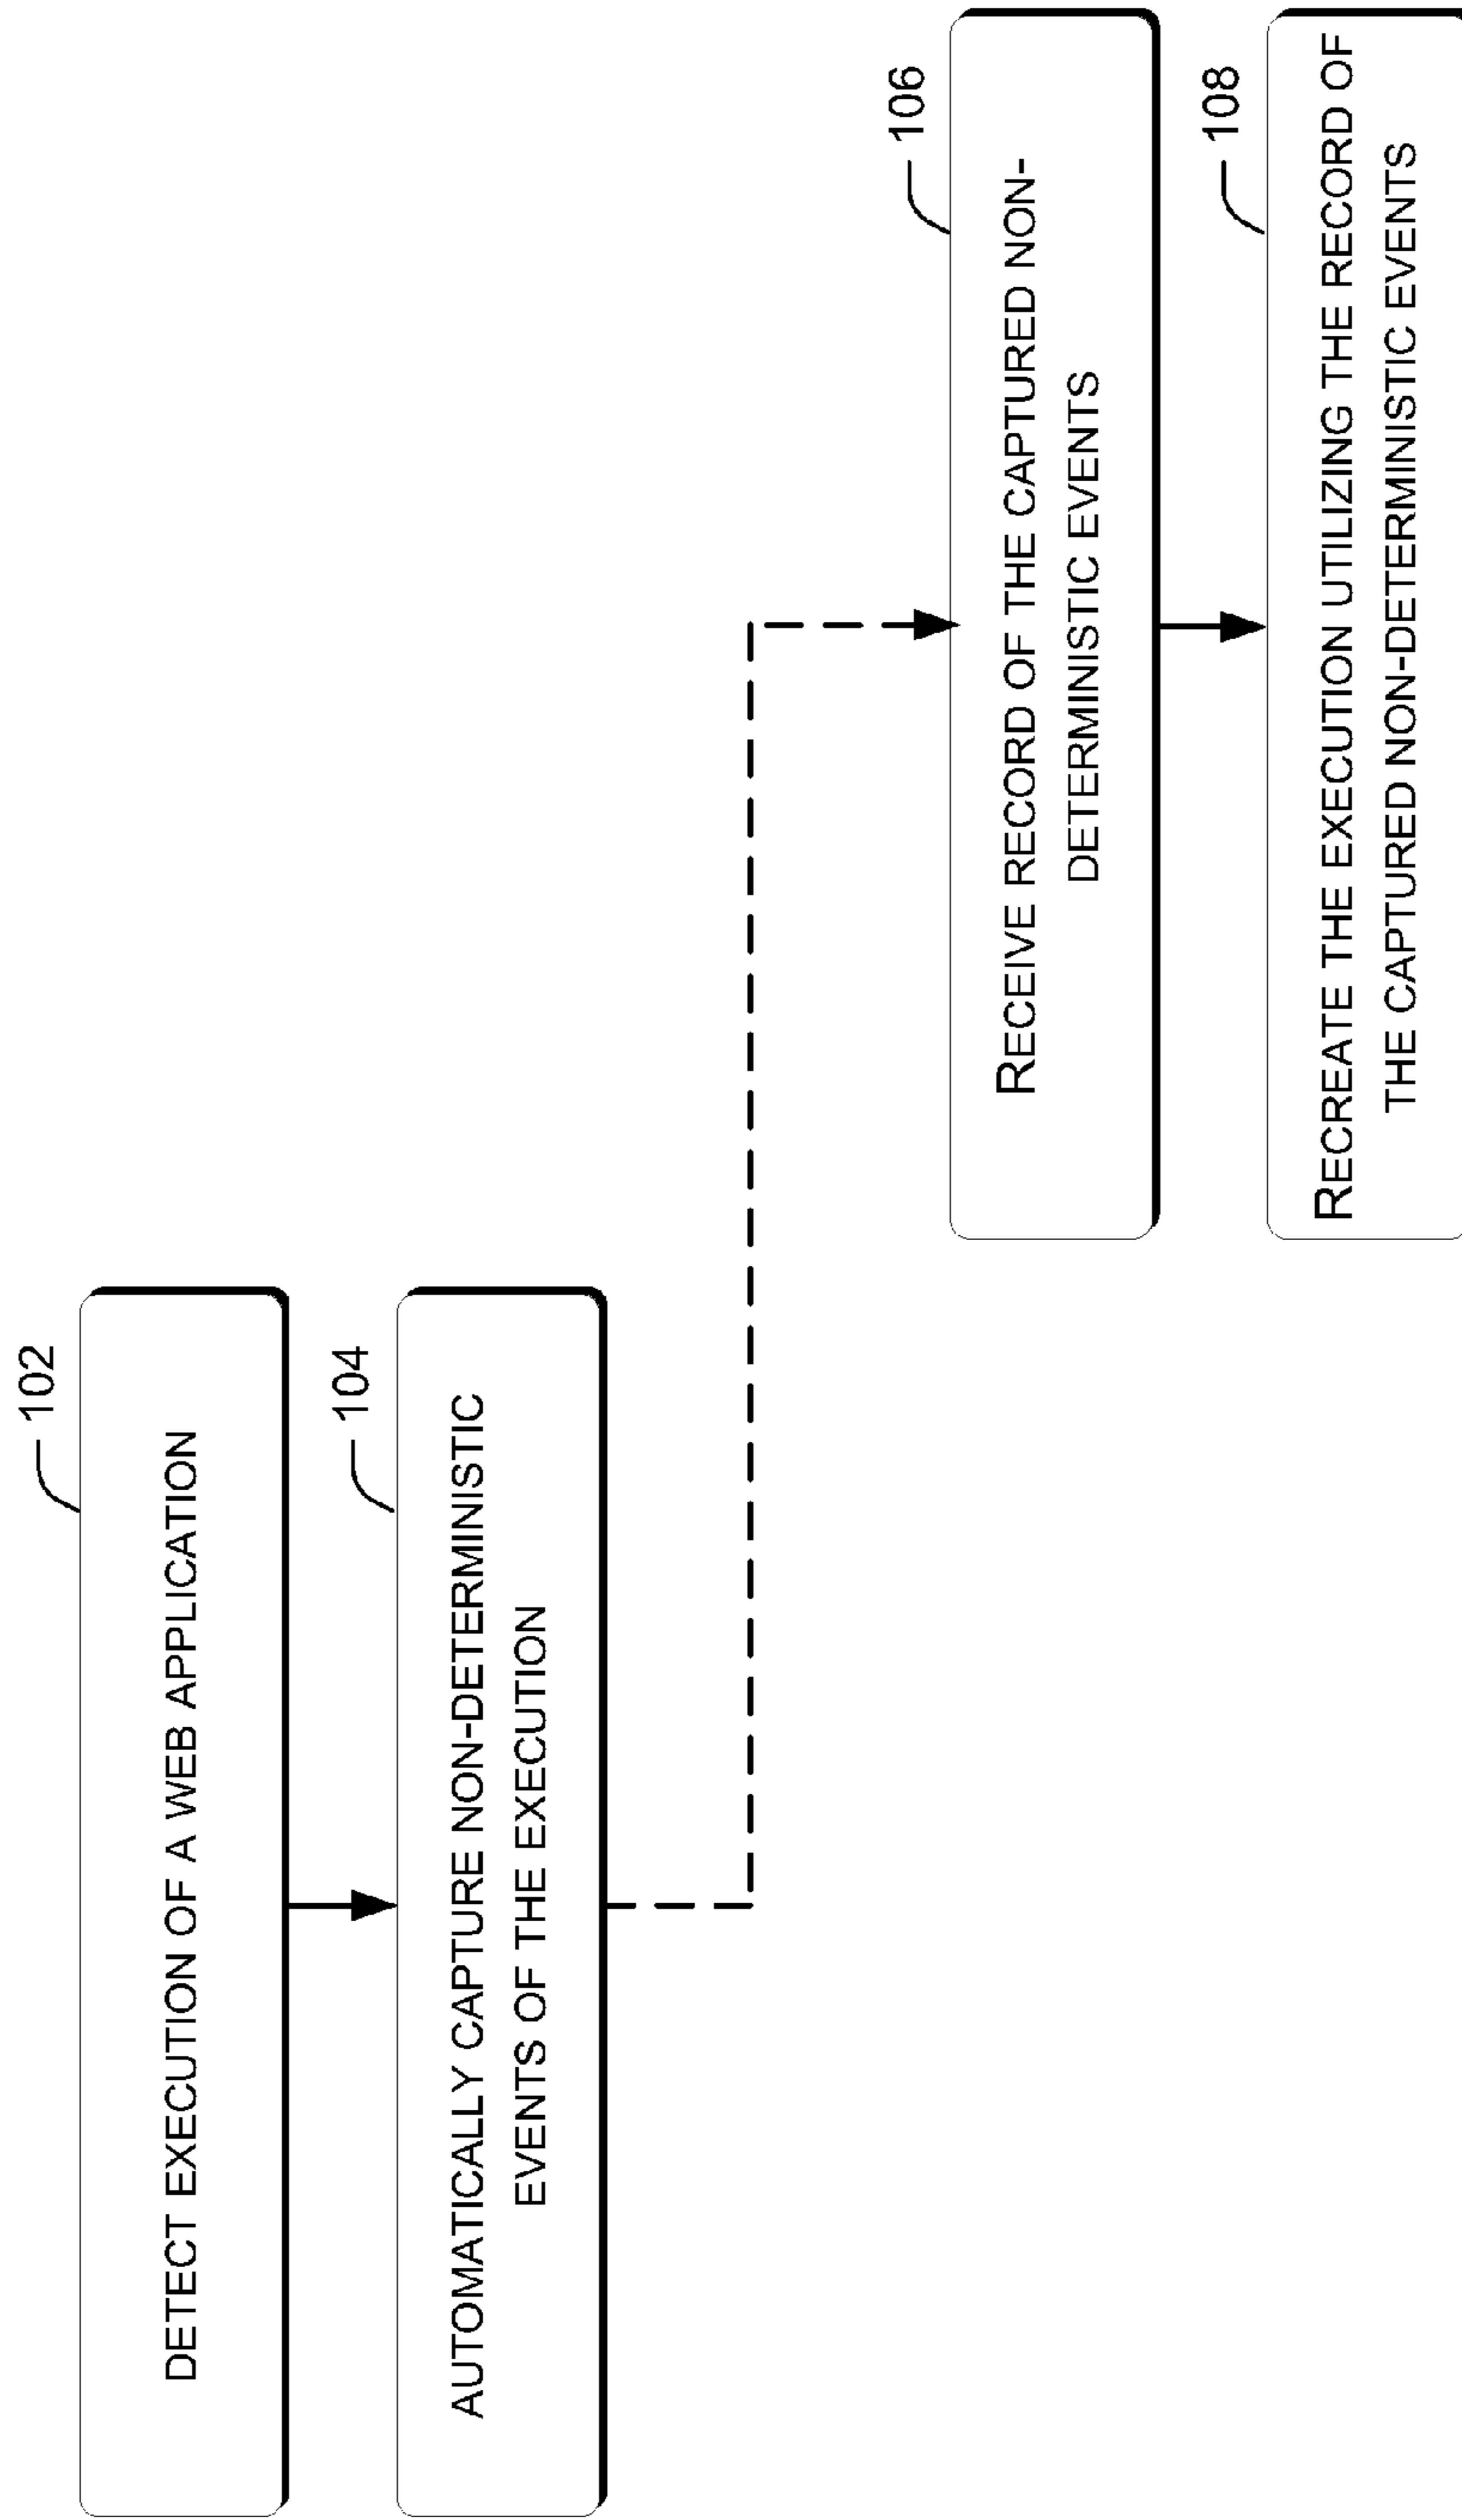 102
DETECT EXECUTION OF A WEB APPLICATION
104
AUTOMATICALLY CAPTURE NON-DETERMINISTIC
EVENTS OF THE EXECUTION
106
RECEIVE RECORD OF THE CAPTURED NON-
DETERMINISTIC EVENTS
108
RECREATE THE EXECUTION UTILIZING THE RECORD OF
THE CAPTURED NON-DETERMINISTIC EVENTS